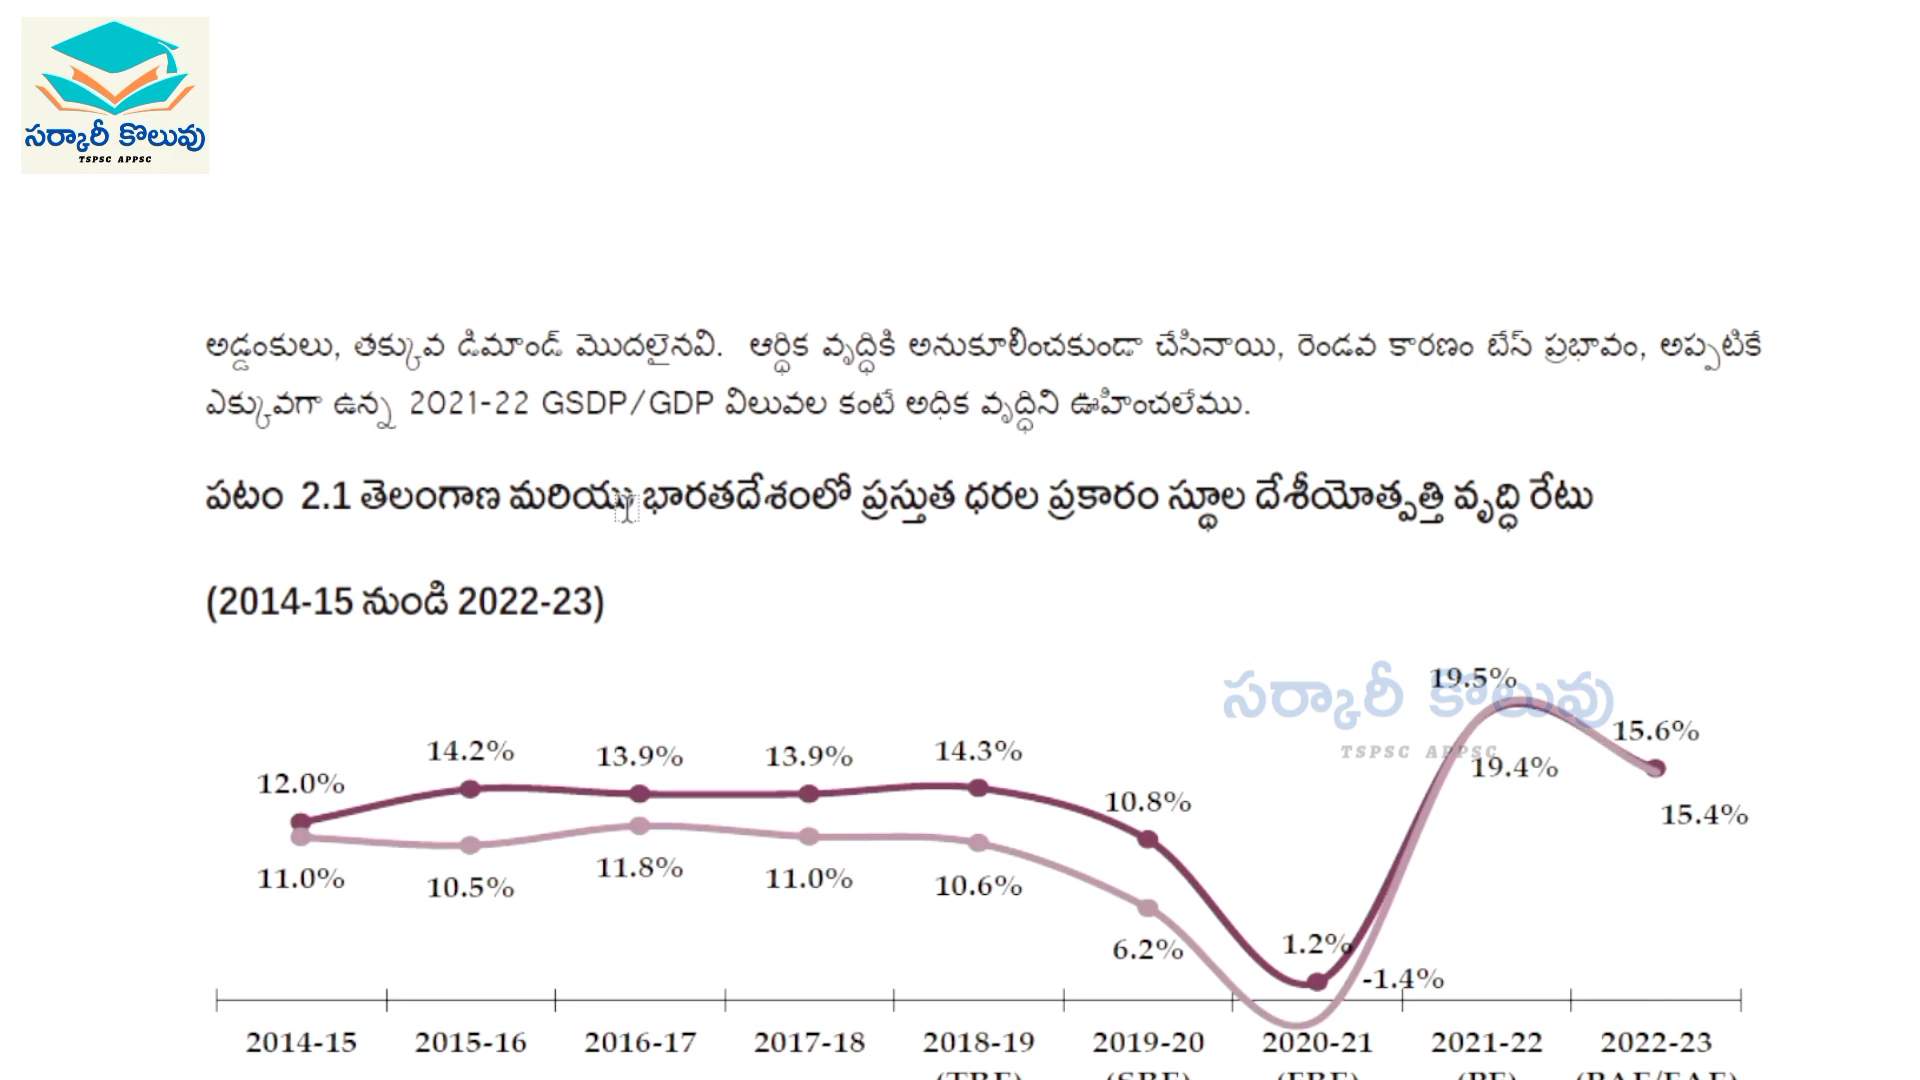 సర్కారీ కొలువు
TSPSC APPSC
అడ్డంకులు, తక్కువ డిమాండ్ మొదలైనవి. ఆర్థిక వృద్ధికి అనుకూలించకుండా చేసినాయి, రెండవ కారణం బేస్ ప్రభావం, అప్పటికే
ఎక్కువగా ఉన్న 2021-22 GSDP/GDP విలువల కంటే అధిక వృద్ధిని ఊహించలేము.
పటం 2.1 తెలంగాణ మరియు భారతదేశంలో ప్రస్తుత ధరల ప్రకారం స్థూల దేశీయోత్పత్తి వృద్ధి రేటు
(2014-15 నుండి 2022-23)
సర్కారీ కొలువు
TSPSC APPSC
12.0% 14.2% 13.9% 13.9% 14.3% 10.8% 1.2% 19.5% 15.6%
11.0% 10.5% 11.8% 11.0% 10.6% 6.2% -1.4% 19.4% 15.4%
2014-15 2015-16 2016-17 2017-18 2018-19 2019-20 2020-21 2021-22 2022-23